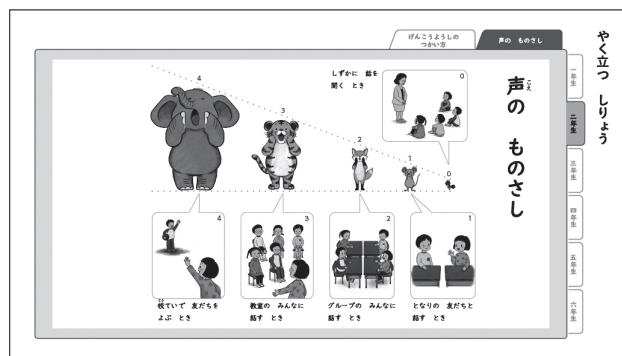 やく立つ しりょう
げんこうようしの
つかい方
声の ものさし
一年生
二年生
三年生
四年生
五年生
六年生
声の ものさし
こえ
しずかに 話を
聞く とき
0
4
3
2
1
0
4
校ていで 友だちを
よぶ とき
3
教室の みんなに
話す とき
2
グループの みんなに
話す とき
1
となりの 友だちと
話す とき